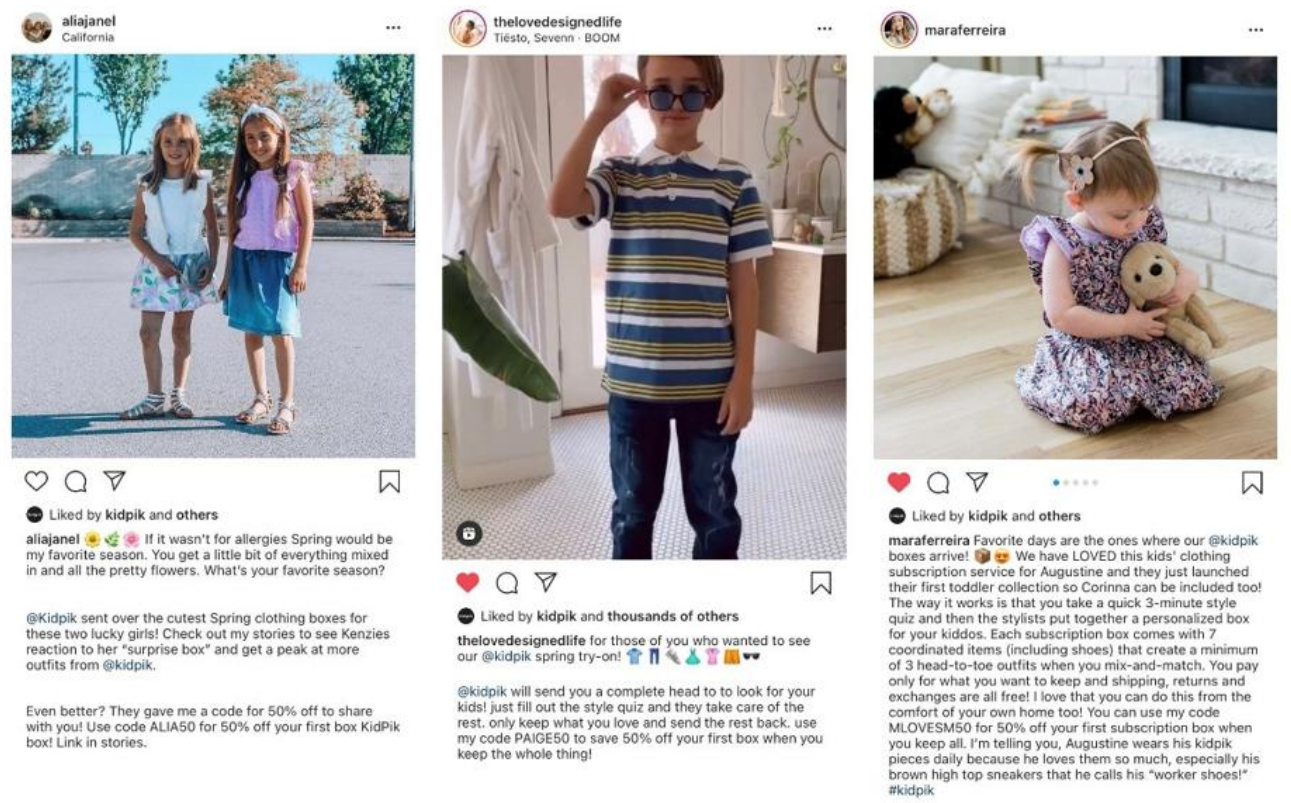 aliajanel
California
If it wasn't for allergies Spring would be
my favorite season. You get a little bit of everything mixed
in and all the pretty flowers. What's your favorite season?
@Kidpik sent over the cutest Spring clothing boxes for
these two lucky girls! Check out my stories to see Kenzies
reaction to her "surprise box" and get a peak at more
outfits from @kidpik.
Even better? They gave me a code for 50% off to share
with you! Use code ALIA50 for 50% off your first box KidPik
box! Link in stories.
Liked by kidpik and others
thelovedesignedlife
Tiësto, Sevenn · BOOM
Liked by kidpik and thousands of others
thelovedesignedlife for those of you who wanted to see
our @kidpik spring try-on!
@kidpik will send you a complete head to to look for your
kids! just fill out the style quiz and they take care of the
rest. only keep what you love and send the rest back. use
my code PAIGE50 to save 50% off your first box when you
keep the whole thing!
maraferreira
Liked by kidpik and others
maraferreira Favorite days are the ones where our @kidpik
boxes arrive! 📦😍 We have LOVED this kids' clothing
subscription service for Augustine and they just launched
their first toddler collection so Corinna can be included too!
The way it works is that you take a quick 3-minute style
quiz and then the stylists put together a personalized box
for your kiddos. Each subscription box comes with 7
coordinated items (including shoes) that create a minimum
of 3 head-to-toe outfits when you mix-and-match. You pay
only for what you want to keep and shipping, returns and
exchanges are all free! I love that you can do this from the
comfort of your own home too! You can use my code
MLOVESM50 for 50% off your first subscription box when
you keep all. I'm telling you, Augustine wears his kidpik
pieces daily because he loves them so much, especially his
brown high top sneakers that he calls his "worker shoes!"
#kidpik